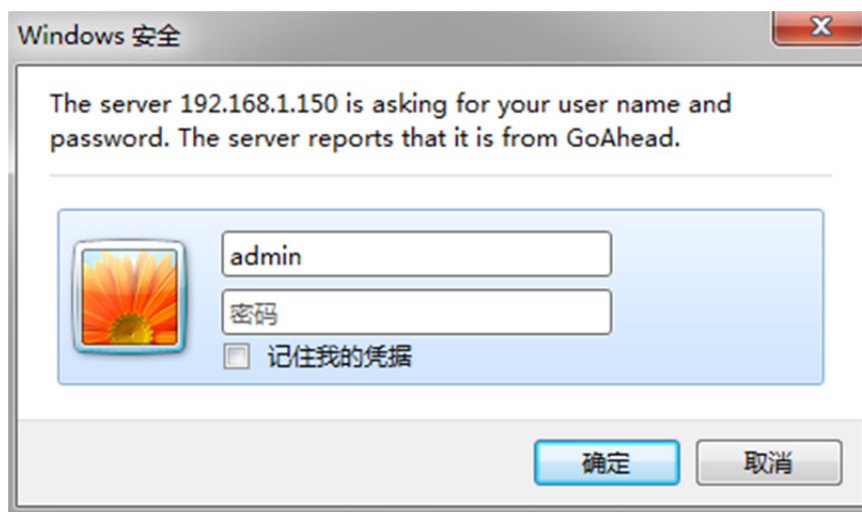 Windows 安全
The server 192.168.1.150 is asking for your user name and
password. The server reports that it is from GoAhead.
admin
密码
记住我的凭据
确定
取消